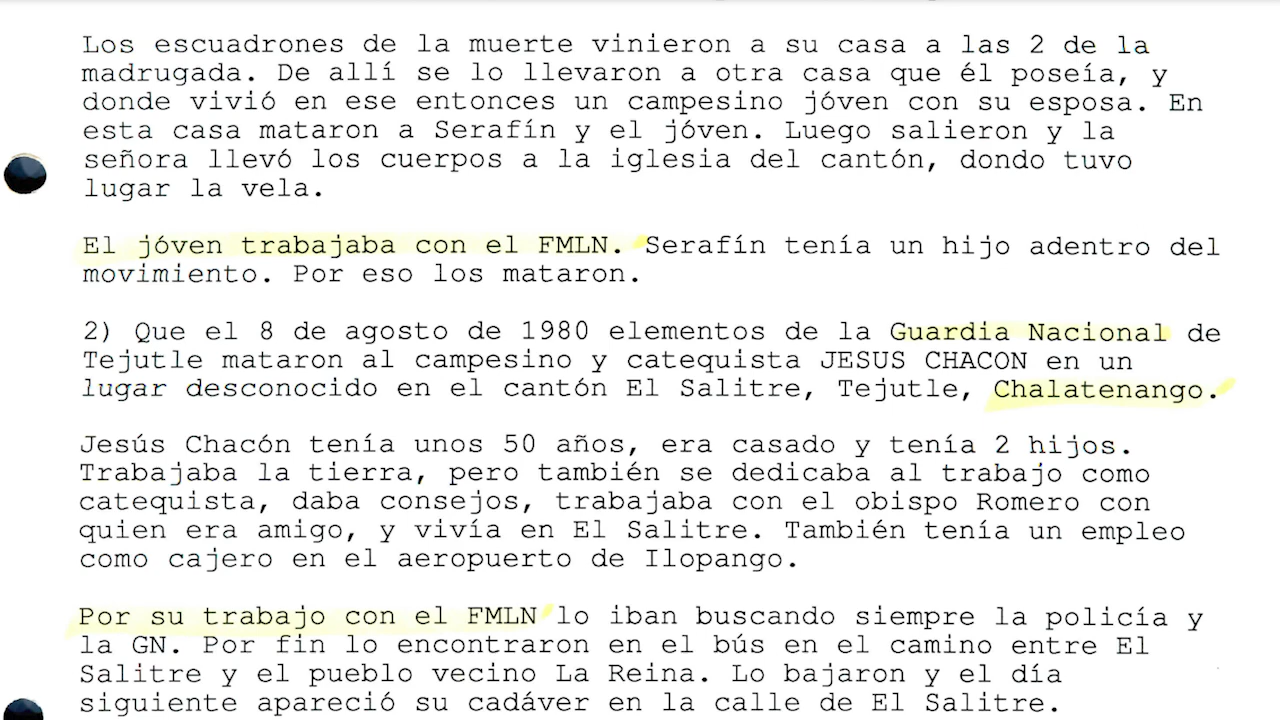 Los escuadrones de la muerte vinieron a su casa a las 2 de la
madrugada. De allí se lo llevaron a otra casa que él poseía, y
donde vivió en ese entonces un campesino jóven con su esposa. En
esta casa mataron a Serafín y el jóven. Luego salieron y la
señora llevó los cuerpos a la iglesia del cantón, dondo tuvo
lugar la vela.
El jóven trabajaba con el FMLN. Serafín tenía un hijo adentro del
movimiento. Por eso los mataron.
2) Que el 8 de agosto de 1980 elementos de la Guardia Nacional de
Tejutle mataron al campesino y catequista JESUS CHACON en un
lugar desconocido en el cantón El Salitre, Tejutle, Chalatenango.
Jesús Chacón tenía unos 50 años, era casado y tenía 2 hijos.
Trabajaba la tierra, pero también se dedicaba al trabajo como
catequista, daba consejos, trabajaba con el obispo Romero con
quien era amigo, y vivía en El Salitre. También tenía un empleo
como cajero en el aeropuerto de Ilopango.
Por su trabajo con el FMLN lo iban buscando siempre la policía y
la GN. Por fin lo encontraron en el bús en el camino entre El
Salitre y el pueblo vecino La Reina. Lo bajaron y el día
siguiente apareció su cadáver en la calle de El Salitre.